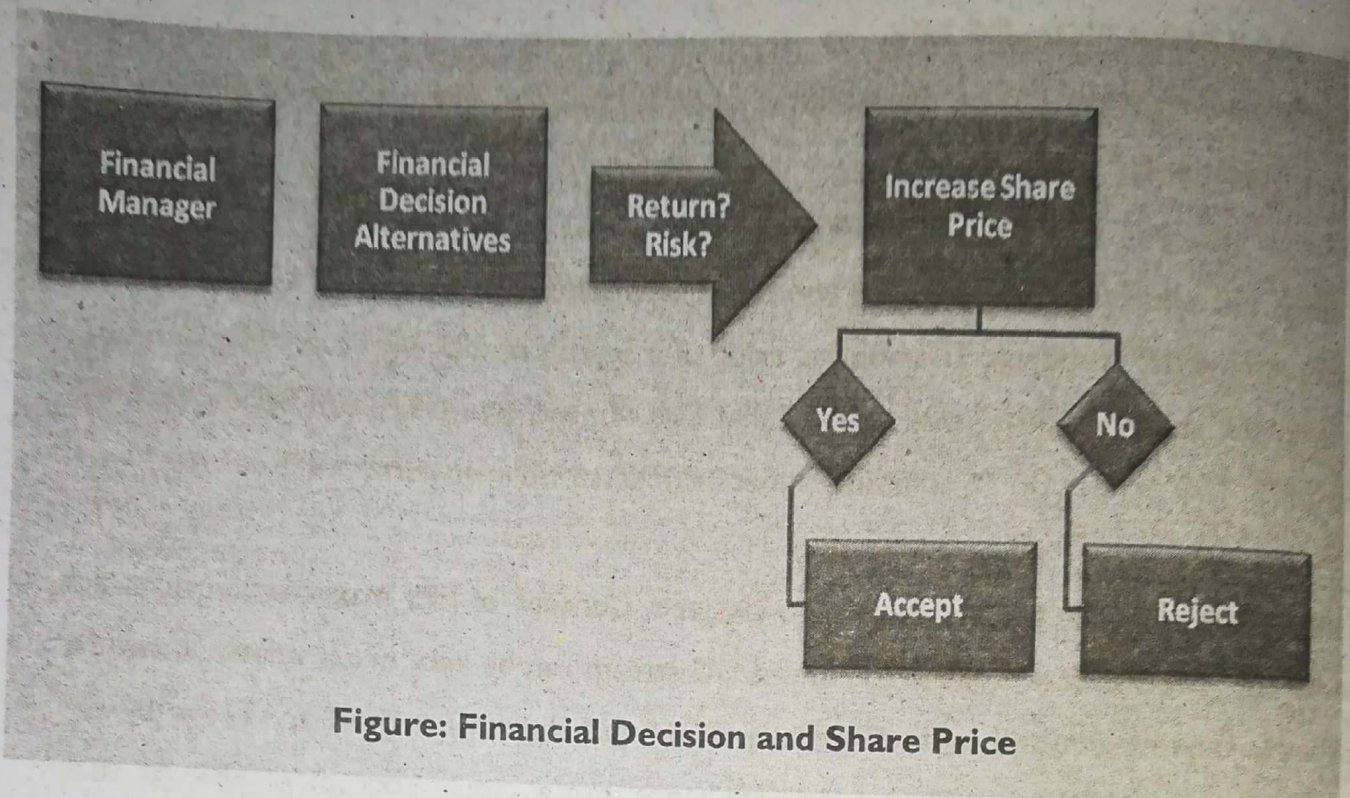 Financial
Manager
Financial
Decision
Alternatives
Return?
Risk?
Increase Share
Price
Yes
No
Accept
Reject
Figure: Financial Decision and Share Price